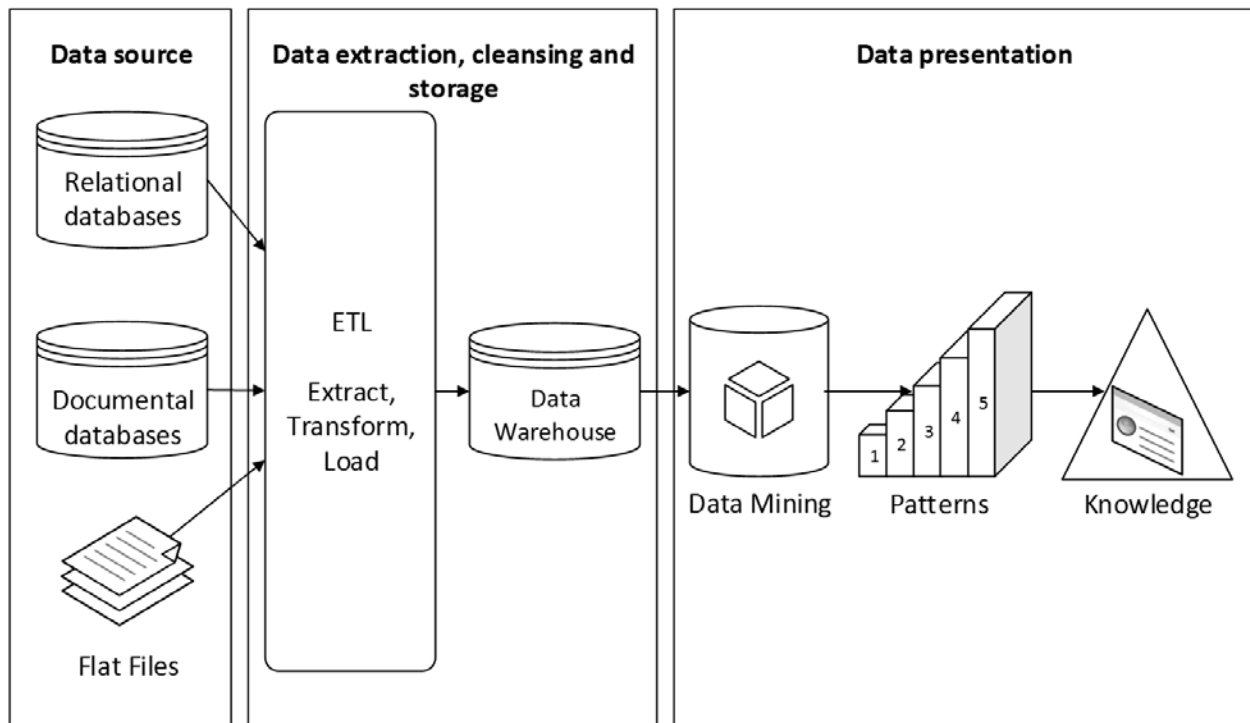 Data source
Relational
databases
Documental
databases
Flat Files
Data extraction, cleansing and
storage
ETL
Extract,
Transform,
Load
Data
Warehouse
Data presentation
Data Mining
1
2
3
4
5
Patterns
Knowledge